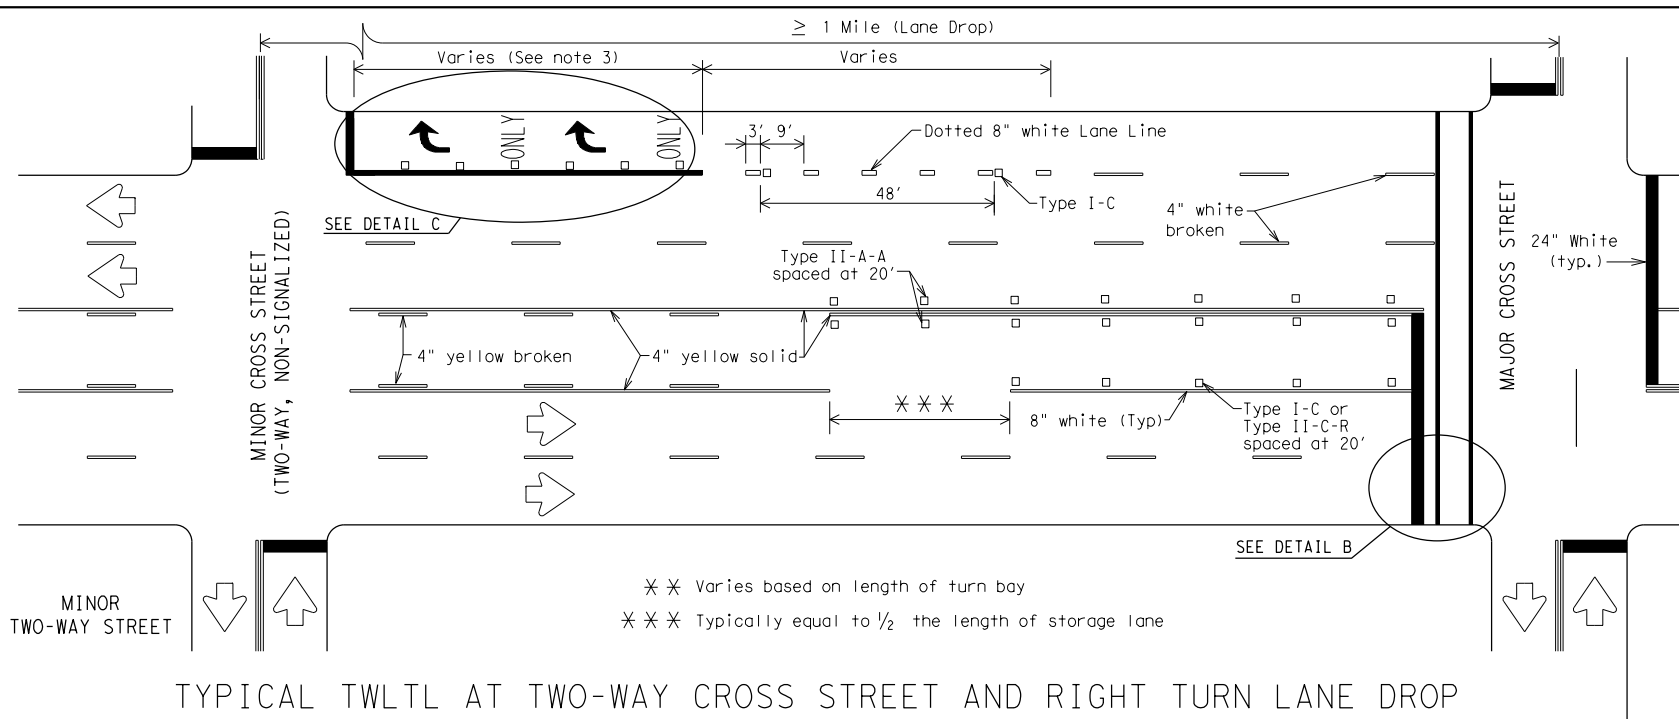 ≥ 1 Mile (Lane Drop)
Varies (See note 3)
Varies
ONLY
ONLY
3' 9'
Dotted 8" white Lane Line
48'
Type I-C
SEE DETAIL C
4" white
broken
Type II-A-A
spaced at 20'
24" White
(typ.)
MINOR CROSS STREET
(TWO-WAY, NON-SIGNALIZED)
MAJOR CROSS STREET
4" yellow broken
4" yellow solid
***
8" white (Typ)
Type I-C or
Type II-C-R
spaced at 20'
SEE DETAIL B
** Varies based on length of turn bay
*** Typically equal to 1/2 the length of storage lane
MINOR
TWO-WAY STREET
TYPICAL TWLTL AT TWO-WAY CROSS STREET AND RIGHT TURN LANE DROP